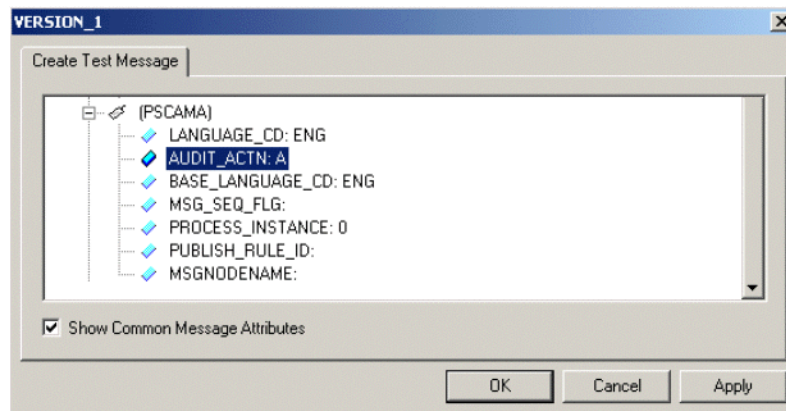 VERSION_1
Create Test Message
(PSCAMA)
LANGUAGE_CD: ENG
AUDIT_ACTN: A
BASE_LANGUAGE_CD: ENG
MSG_SEQ_FLG:
PROCESS_INSTANCE: 0
PUBLISH_RULE_ID:
MSGNODENAME:
Show Common Message Attributes
OK Cancel Apply